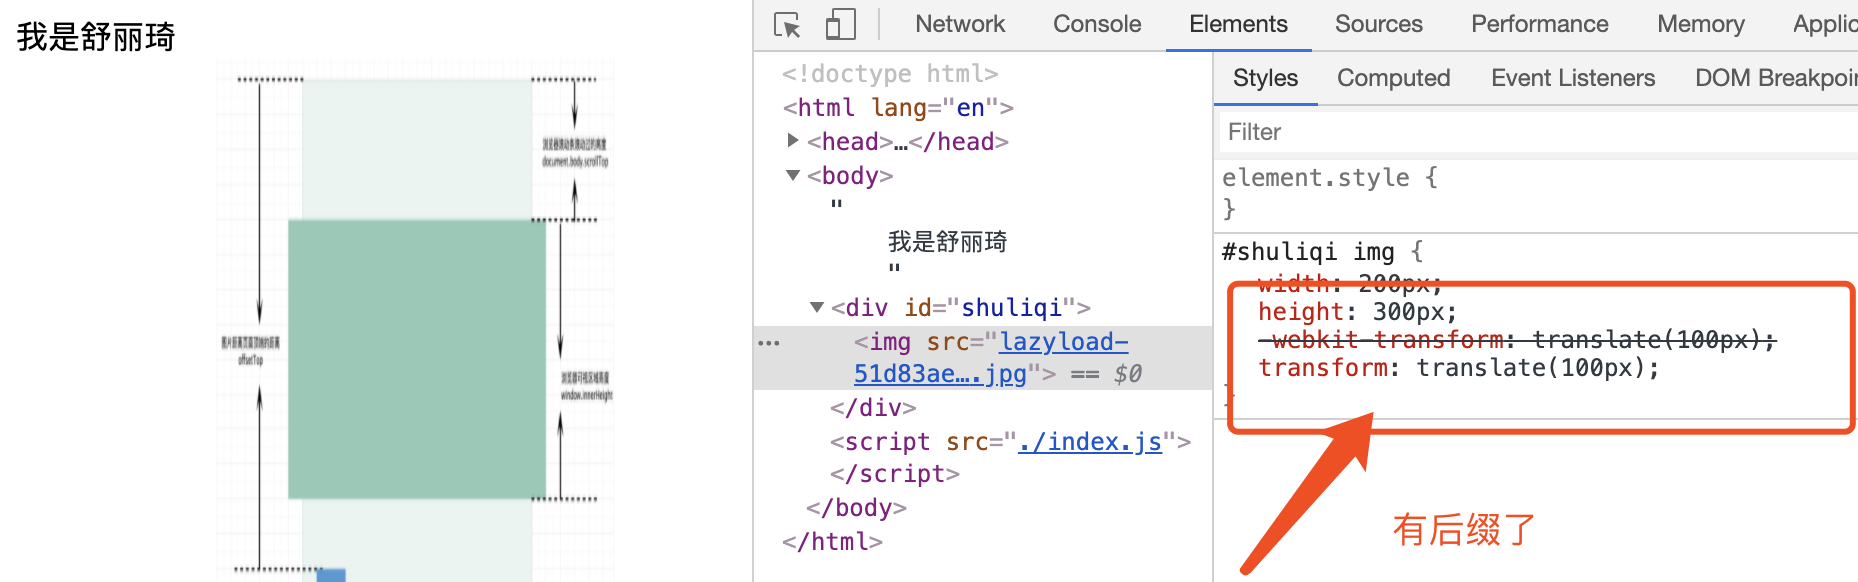 我是舒丽琦
浏览器滚动条滚动过的高度
document.body.scrollTop
图片距离页面顶端的距离
offsetTop
浏览器可视区域高度
window.innerHeight
Network Console Elements Sources Performance Memory Applic
<!doctype html>
<html lang="en">
<head>…</head>
<body>
"
我是舒丽琦
"
<div id="shuliqi">
<img src="lazyload-
51d83ae….jpg"> == $0
</div>
<script src="./index.js">
</script>
</body>
</html>
Styles Computed Event Listeners DOM Breakpoin
Filter
element.style {
}
#shuliqi img {
width: 200px;
height: 300px;
-webkit-transform: translate(100px);
transform: translate(100px);
}
有后缀了